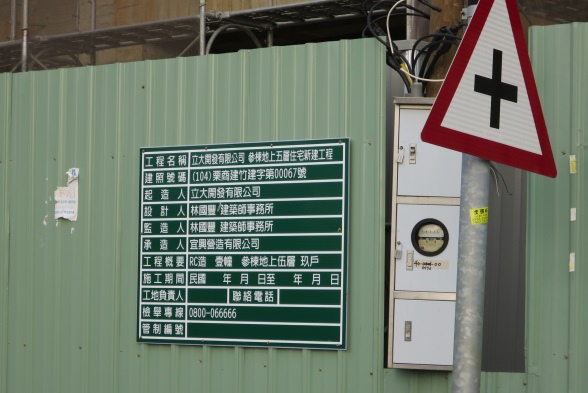 工程名稱 立大開發有限公司 參棟地上五層住宅新建工程
建照號碼 (104)栗商建竹建字第00067號
起造人 立大開發有限公司
設計人 林國豐 建築師事務所
監造人 林國豐 建築師事務所
承造人 宜興營造有限公司
工程概要 RC造 壹幢 參棟地上伍層 玖戶
施工期間 民國 年 月 日至 年 月 日
工地負責人 聯絡電話
檢舉專線 0800-066666
管制編號